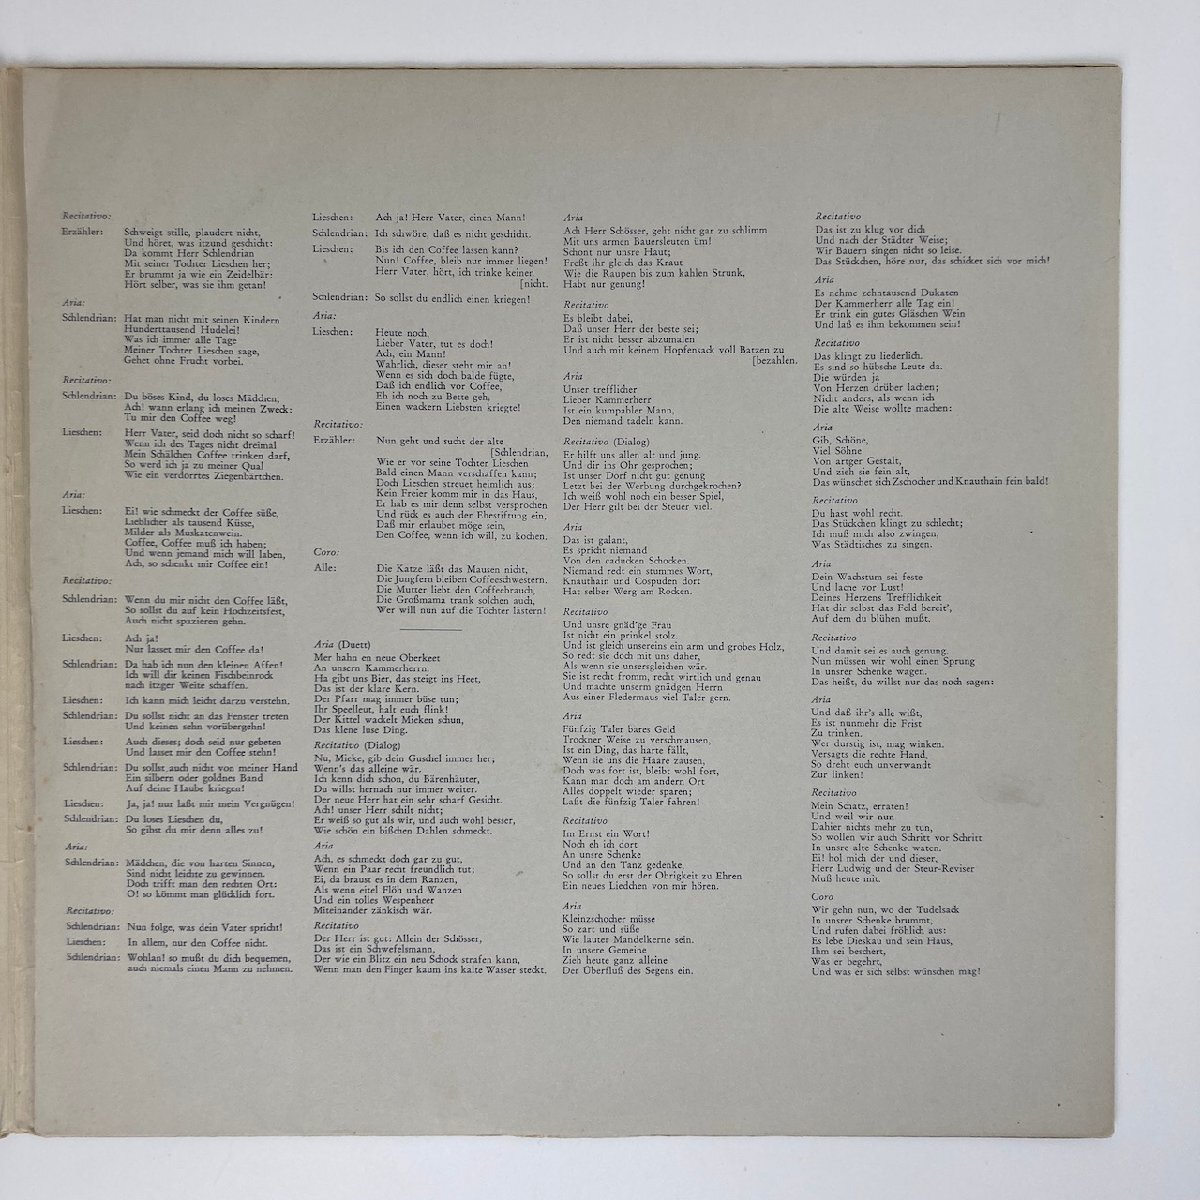 Recitativo:
Erzähler: Schweigt stille, plaudert nicht,
Und höret, was itzund geschicht:
Da kommt Herr Schlendrian
Mit seiner Tochter Lieschen her;
Er brummt ja wie ein Zeidelbär:
Hört selber, was sie ihm getan!
Aria:
Schlendrian: Hat man nicht mit seinen Kindern
Hunderttausend Hudelei!
Was ich immer alle Tage
Meiner Tochter Lieschen sage,
Gehet ohne Frucht vorbei.
Recitativo:
Schlendrian: Du böses Kind, du loses Mädchen,
Ach! wann erlang ich meinen Zweck:
Tu mir den Coffee weg!
Lieschen: Herr Vater, seid doch nicht so scharf!
Wenn ich des Tages nicht dreimal
Mein Schälchen Coffee trinken darf,
So werd ich ja zu meiner Qual
Wie ein verdorrtes Ziegenbärtchen.
Aria:
Lieschen: Ei! wie schmeckt der Coffee süße,
Lieblicher als tausend Küsse,
Milder als Muskatenwein.
Coffee, Coffee muß ich haben;
Und wenn jemand mich will laben,
Ach, so schenkt mir Coffee ein!
Recitativo:
Schlendrian: Wenn du mir nicht den Coffee läßt,
So sollst du auf kein Hochzeitsfest,
Auch nicht spazieren gehn.
Lieschen: Ach ja!
Nur lasset mir den Coffee da!
Schlendrian: Da hab ich nun den kleinen Affen!
Ich will dir keinen Fischbeinrock
nach itzger Weite schaffen.
Lieschen: Ich kann mich leicht darzu verstehn.
Schlendrian: Du sollst nicht an das Fenster treten
Und keinen sehn vorübergehn!
Lieschen: Auch dieses; doch seid nur gebeten
Und lasset mir den Coffee stehn!
Schlendrian: Du sollst auch nicht von meiner Hand
Ein silbern oder goldnes Band
Auf deine Haube kriegen!
Lieschen: Ja, ja! nur laßt mir mein Vergnügen!
Schlendrian: Du loses Lieschen du,
So gibst du mir denn alles zu!
Aria:
Schlendrian: Mädchen, die von harten Sinnen,
Sind nicht leichte zu gewinnen.
Doch trifft man den rechten Ort:
O! so kömmt man glücklich fort.
Recitativo:
Schlendrian: Nun folge, was dein Vater spricht!
Lieschen: In allem, nur den Coffee nicht.
Schlendrian: Wohlan! so mußt du dich bequemen,
auch niemals einen Mann zu nehmen.
Lieschen: Ach ja! Herr Vater, einen Mann!
Schlendrian: Ich schwöre, daß es nicht geschicht.
Lieschen: Bis ich den Coffee lassen kann?
Nun! Coffee, bleib nur immer liegen!
Herr Vater, hört, ich trinke keinen
[nicht.
Schlendrian: So sollst du endlich einen kriegen!
Aria:
Lieschen: Heute noch,
Lieber Vater, tut es doch!
Ach, ein Mann!
Wahrlich, dieser steht mir an!
Wenn es sich doch balde fügte,
Daß ich endlich vor Coffee,
Eh ich noch zu Bette geh,
Einen wackern Liebsten kriegte!
Recitativo:
Erzähler: Nun geht und sucht der alte
[Schlendrian,
Wie er vor seine Tochter Lieschen
Bald einen Mann verschaffen kann;
Doch Lieschen streuet heimlich aus:
Kein Freier komm mir in das Haus,
Er hab es mir denn selbst versprochen
Und rück es auch der Ehestiftung ein,
Daß mir erlaubet möge sein,
Den Coffee, wenn ich will, zu kochen.
Coro:
Alle: Die Katze läßt das Mausen nicht,
Die Jungfern bleiben Coffeeschwestern.
Die Mutter liebt den Coffeebrauch,
Die Großmama trank solchen auch,
Wer will nun auf die Töchter lästern!
Aria (Duett)
Mer hahn en neue Oberkeet
An unsern Kammerherrn.
Ha gibt uns Bier, das steigt ins Heet,
Das ist der klare Kern.
Der Pfarr mag immer büse tun;
Ihr Speelleut, halt euch flink!
Der Kittel wackelt Mieken schun,
Das klene luse Ding.
Recitativo (Dialog)
Nu, Mieke, gib dein Guschel immer her;
Wenn's das alleine wär.
Ich kenn dich schon, du Bärenhäuter,
Du willst hernach nur immer weiter.
Der neue Herr hat ein sehr scharf Gesicht.
Ach! unser Herr schilt nicht;
Er weiß so gut als wir, und auch wohl besser,
Wie schön ein bißchen Dahlen schmeckt.
Aria
Ach, es schmeckt doch gar zu gut,
Wenn ein Paar recht freundlich tut;
Ei, da braust es in dem Ranzen,
Als wenn eitel Flöh und Wanzen
Und ein tolles Wespenheer
Miteinander zänkisch wär.
Recitativo
Der Herr ist gut: Allein der Schösser,
Das ist ein Schwefelsmann,
Der wie ein Blitz ein neu Schock strafen kann,
Wenn man den Finger kaum ins kalte Wasser steckt.
Aria
Ach Herr Schösser, geht nicht gar zu schlimm
Mit uns armen Bauersleuten üm!
Schont nur unsre Haut;
Freßt ihr gleich das Kraut
Wie die Raupen bis zum kahlen Strunk,
Habt nur genung!
Recitativo
Es bleibt dabei,
Daß unser Herr der beste sei;
Er ist nicht besser abzumalen
Und auch mit keinem Hopfensack voll Batzen zu
[bezahlen.
Aria
Unser trefflicher
Lieber Kammerherr
Ist ein kumpabler Mann,
Den niemand tadeln kann.
Recitativo (Dialog)
Er hilft uns allen alt und jung.
Und dir ins Ohr gesprochen;
Ist unser Dorf nicht gut genung
Letzt bei der Werbung durchgekrochen?
Ich weiß wohl noch ein besser Spiel,
Der Herr gilt bei der Steuer viel.
Aria
Das ist galant,
Es spricht niemand
Von den caducken Schocken.
Niemand redt ein stummes Wort,
Knauthain und Cospuden dort
Hat selber Werg am Rocken.
Recitativo
Und unsre gnäd'ge Frau
Ist nicht ein prinkel stolz.
Und ist gleich unsereins ein arm und grobes Holz,
So redt sie doch mit uns daher,
Als wenn sie unsersgleichen wär.
Sie ist recht fromm, recht wirtlich und genau
Und machte unserm gnädgen Herrn
Aus einer Fledermaus viel Taler gern.
Aria
Fünfzig Taler bares Geld
Trockner Weise zu verschmausen,
Ist ein Ding, das harte fällt,
Wenn sie uns die Haare zausen,
Doch was fort ist, bleibt wohl fort,
Kann man doch am andern Ort
Alles doppelt wieder sparen;
Laßt die fünfzig Taler fahren!
Recitativo
Im Ernst ein Wort!
Noch eh ich dort
An unsre Schenke
Und an den Tanz gedenke,
So sollst du erst der Obrigkeit zu Ehren
Ein neues Liedchen von mir hören.
Aria
Kleinzschocher müsse
So zart und süße
Wie lauter Mandelkerne sein.
In unsere Gemeine
Zieh heute ganz alleine
Der Überfluß des Segens ein.
Recitativo
Das ist zu klug vor dich
Und nach der Städter Weise;
Wir Bauern singen nicht so leise.
Das Stückchen, höre nur, das schicket sich vor mich!
Aria
Es nehme zehntausend Dukaten
Der Kammerherr alle Tag ein!
Er trink ein gutes Gläschen Wein
Und laß es ihm bekommen sein!
Recitativo
Das klingt zu liederlich.
Es sind so hübsche Leute da.
Die würden ja
Von Herzen drüber lachen;
Nicht anders, als wenn ich
Die alte Weise wollte machen:
Aria
Gib, Schöne,
Viel Söhne
Von artger Gestalt,
Und zieh sie fein alt,
Das wünschet sich Zschocher und Knauthain fein bald!
Recitativo
Du hast wohl recht.
Das Stückchen klingt zu schlecht;
Ich muß mich also zwingen,
Was Städtisches zu singen.
Aria
Dein Wachstum sei feste
Und lache vor Lust!
Deines Herzens Trefflichkeit
Hat dir selbst das Feld bereit',
Auf dem du blühen mußt.
Recitativo
Und damit sei es auch genung.
Nun müssen wir wohl einen Sprung
In unsrer Schenke wagen.
Das heißt, du willst nur das noch sagen:
Aria
Und daß ihr's alle wißt,
Es ist nunmehr die Frist
Zu trinken.
Wer durstig ist, mag winken.
Versagts die rechte Hand,
So dreht euch unverwandt
Zur linken!
Recitativo
Mein Schatz, erraten!
Und weil wir nun
Dahier nichts mehr zu tun,
So wollen wir auch Schritt vor Schritt
In unsre alte Schenke waten.
Ei! hol mich der und dieser,
Herr Ludwig und der Steur-Reviser
Muß heute mit.
Coro
Wir gehn nun, wo der Tudelsack
In unsrer Schenke brummt;
Und rufen dabei fröhlich aus:
Es lebe Dieskau und sein Haus,
Ihm sei beschert,
Was er begehrt,
Und was er sich selbst wünschen mag!